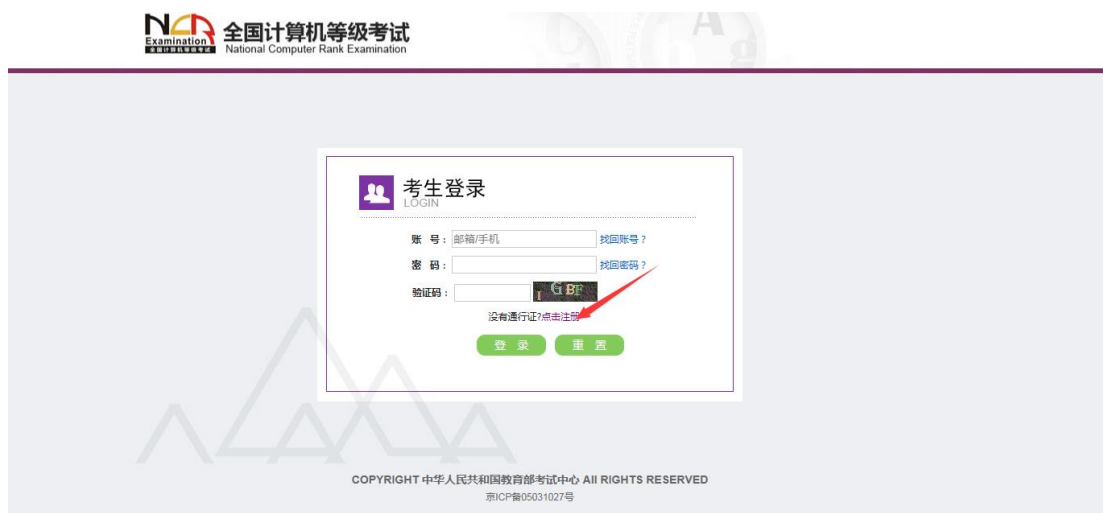 NCR
Examination
全国计算机等级考试
全国计算机等级考试
National Computer Rank Examination
A
g
考生登录
LOGIN
账 号： 邮箱/手机 找回账号？
密 码： 找回密码？
验证码： I G B F
没有通行证?点击注册
登 录 重 置
COPYRIGHT 中华人民共和国教育部考试中心 All RIGHTS RESERVED
京ICP备05031027号